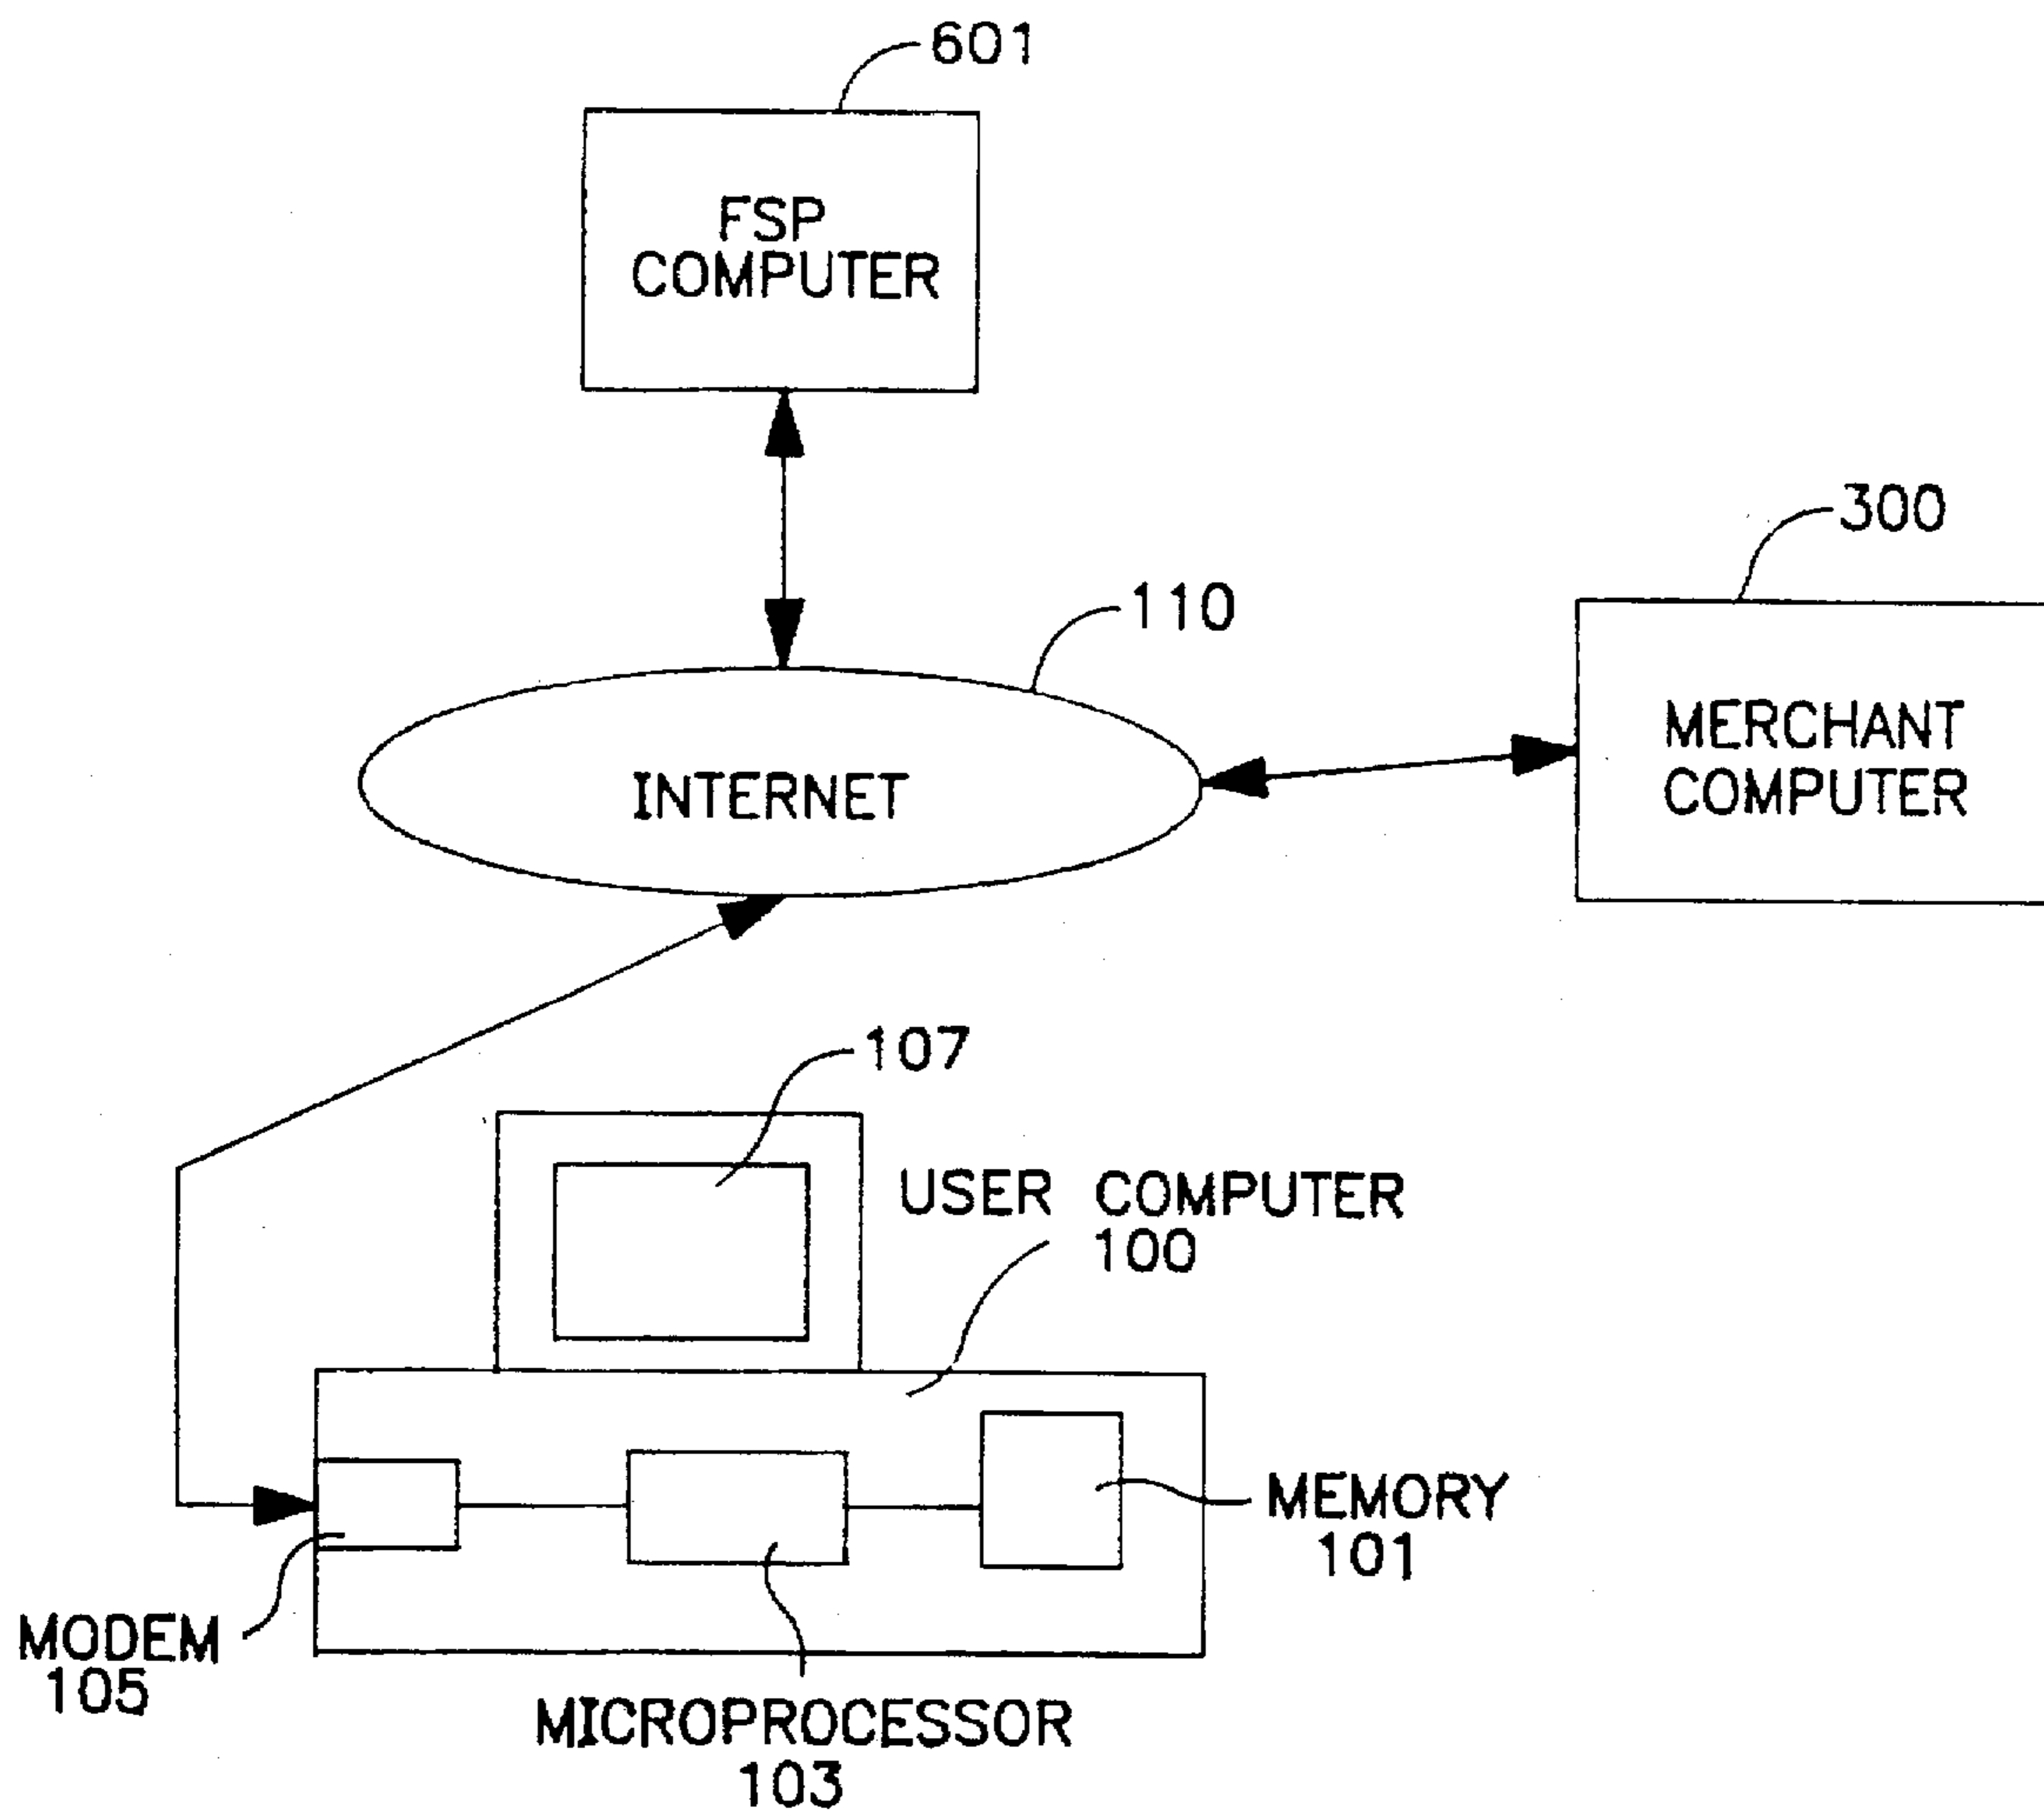 601
FSP
COMPUTER
300
110
MERCHANT
COMPUTER
INTERNET
107
USER COMPUTER
100
MEMORY
101
MODEM
105
MICROPROCESSOR
103